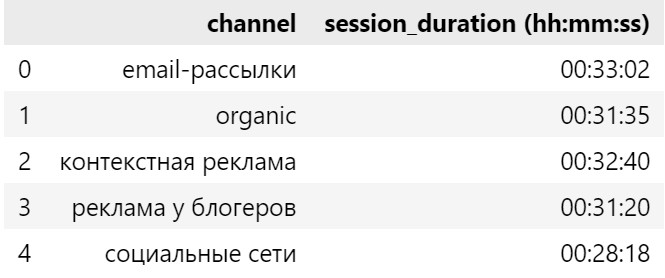 channel session_duration (hh:mm:ss)
0 email-рассылки 00:33:02
1 organic 00:31:35
2 контекстная реклама 00:32:40
3 реклама у блогеров 00:31:20
4 социальные сети 00:28:18